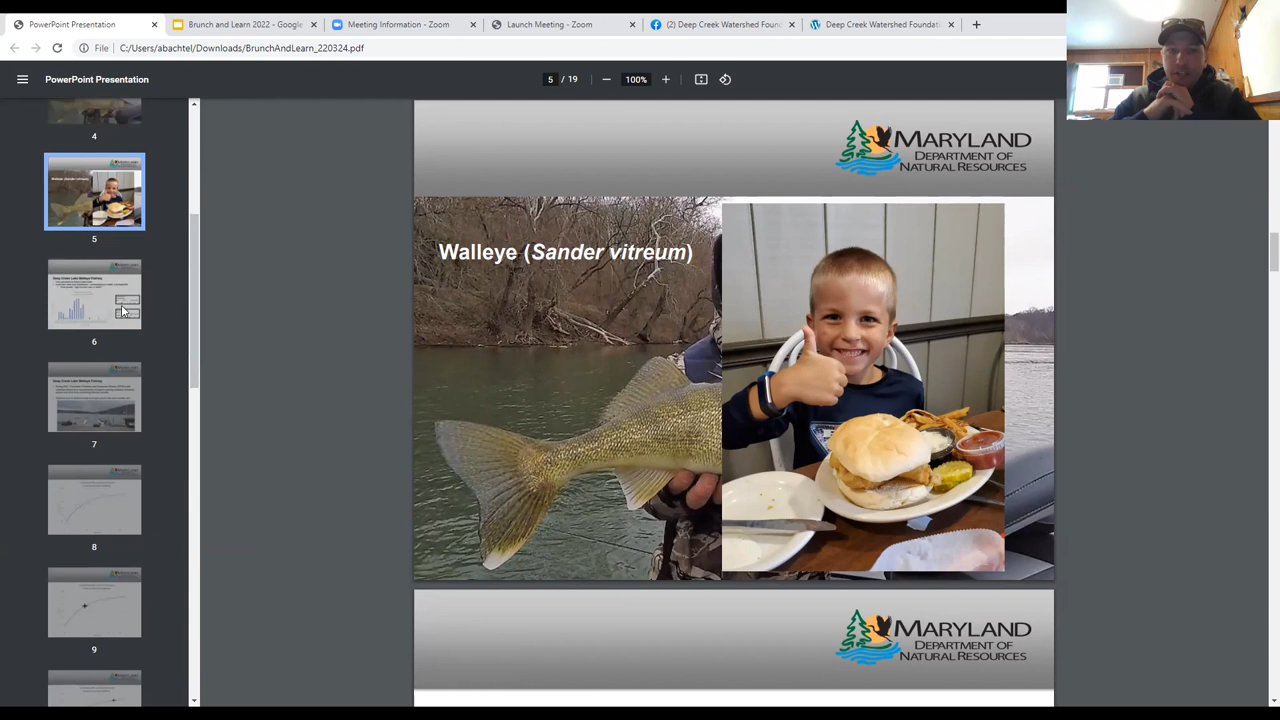 PowerPoint Presentation
Brunch and Learn 2022 - Google
Meeting Information - Zoom
Launch Meeting - Zoom
(2) Deep Creek Watershed Found
Deep Creek Watershed Foundati
File
C:/Users/abachtel/Downloads/BrunchAndLearn_220324.pdf
PowerPoint Presentation
5 / 19
100%
4
5
6
7
8
9
MARYLAND
DEPARTMENT OF
NATURAL RESOURCES
Walleye (Sander vitreum)
MARYLAND
DEPARTMENT OF
NATURAL RESOURCES